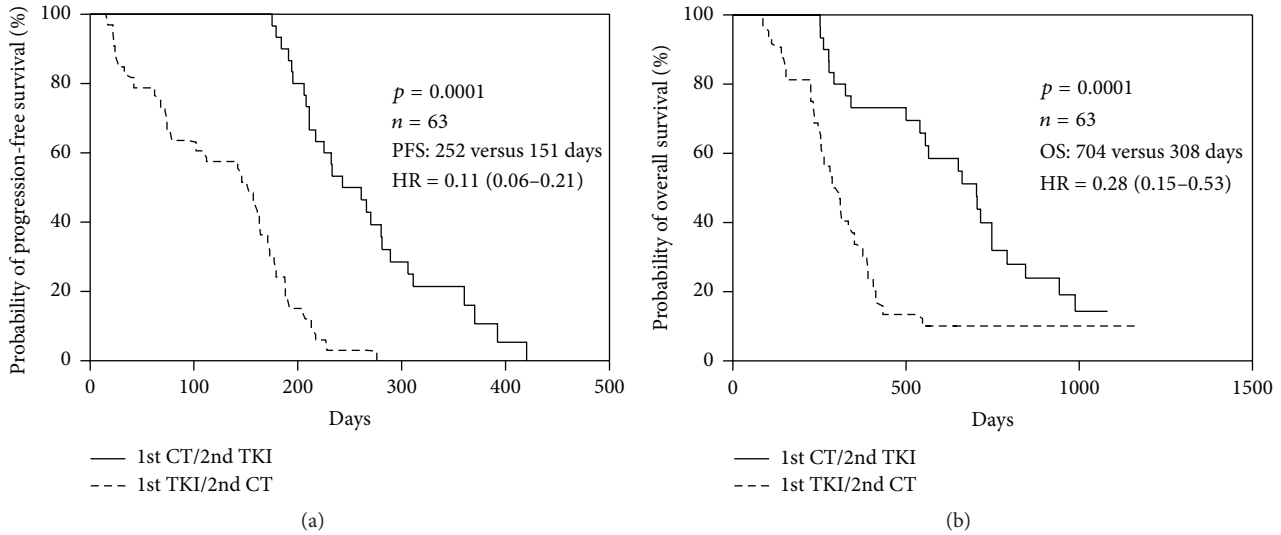 Probability of progression-free survival (%)
100
80
60
40
20
0
0 100 200 300 400 500
Days
p = 0.0001
n = 63
PFS: 252 versus 151 days
HR = 0.11 (0.06–0.21)
1st CT/2nd TKI
1st TKI/2nd CT
(a)
Probability of overall survival (%)
100
80
60
40
20
0
0 500 1000 1500
Days
p = 0.0001
n = 63
OS: 704 versus 308 days
HR = 0.28 (0.15–0.53)
1st CT/2nd TKI
1st TKI/2nd CT
(b)